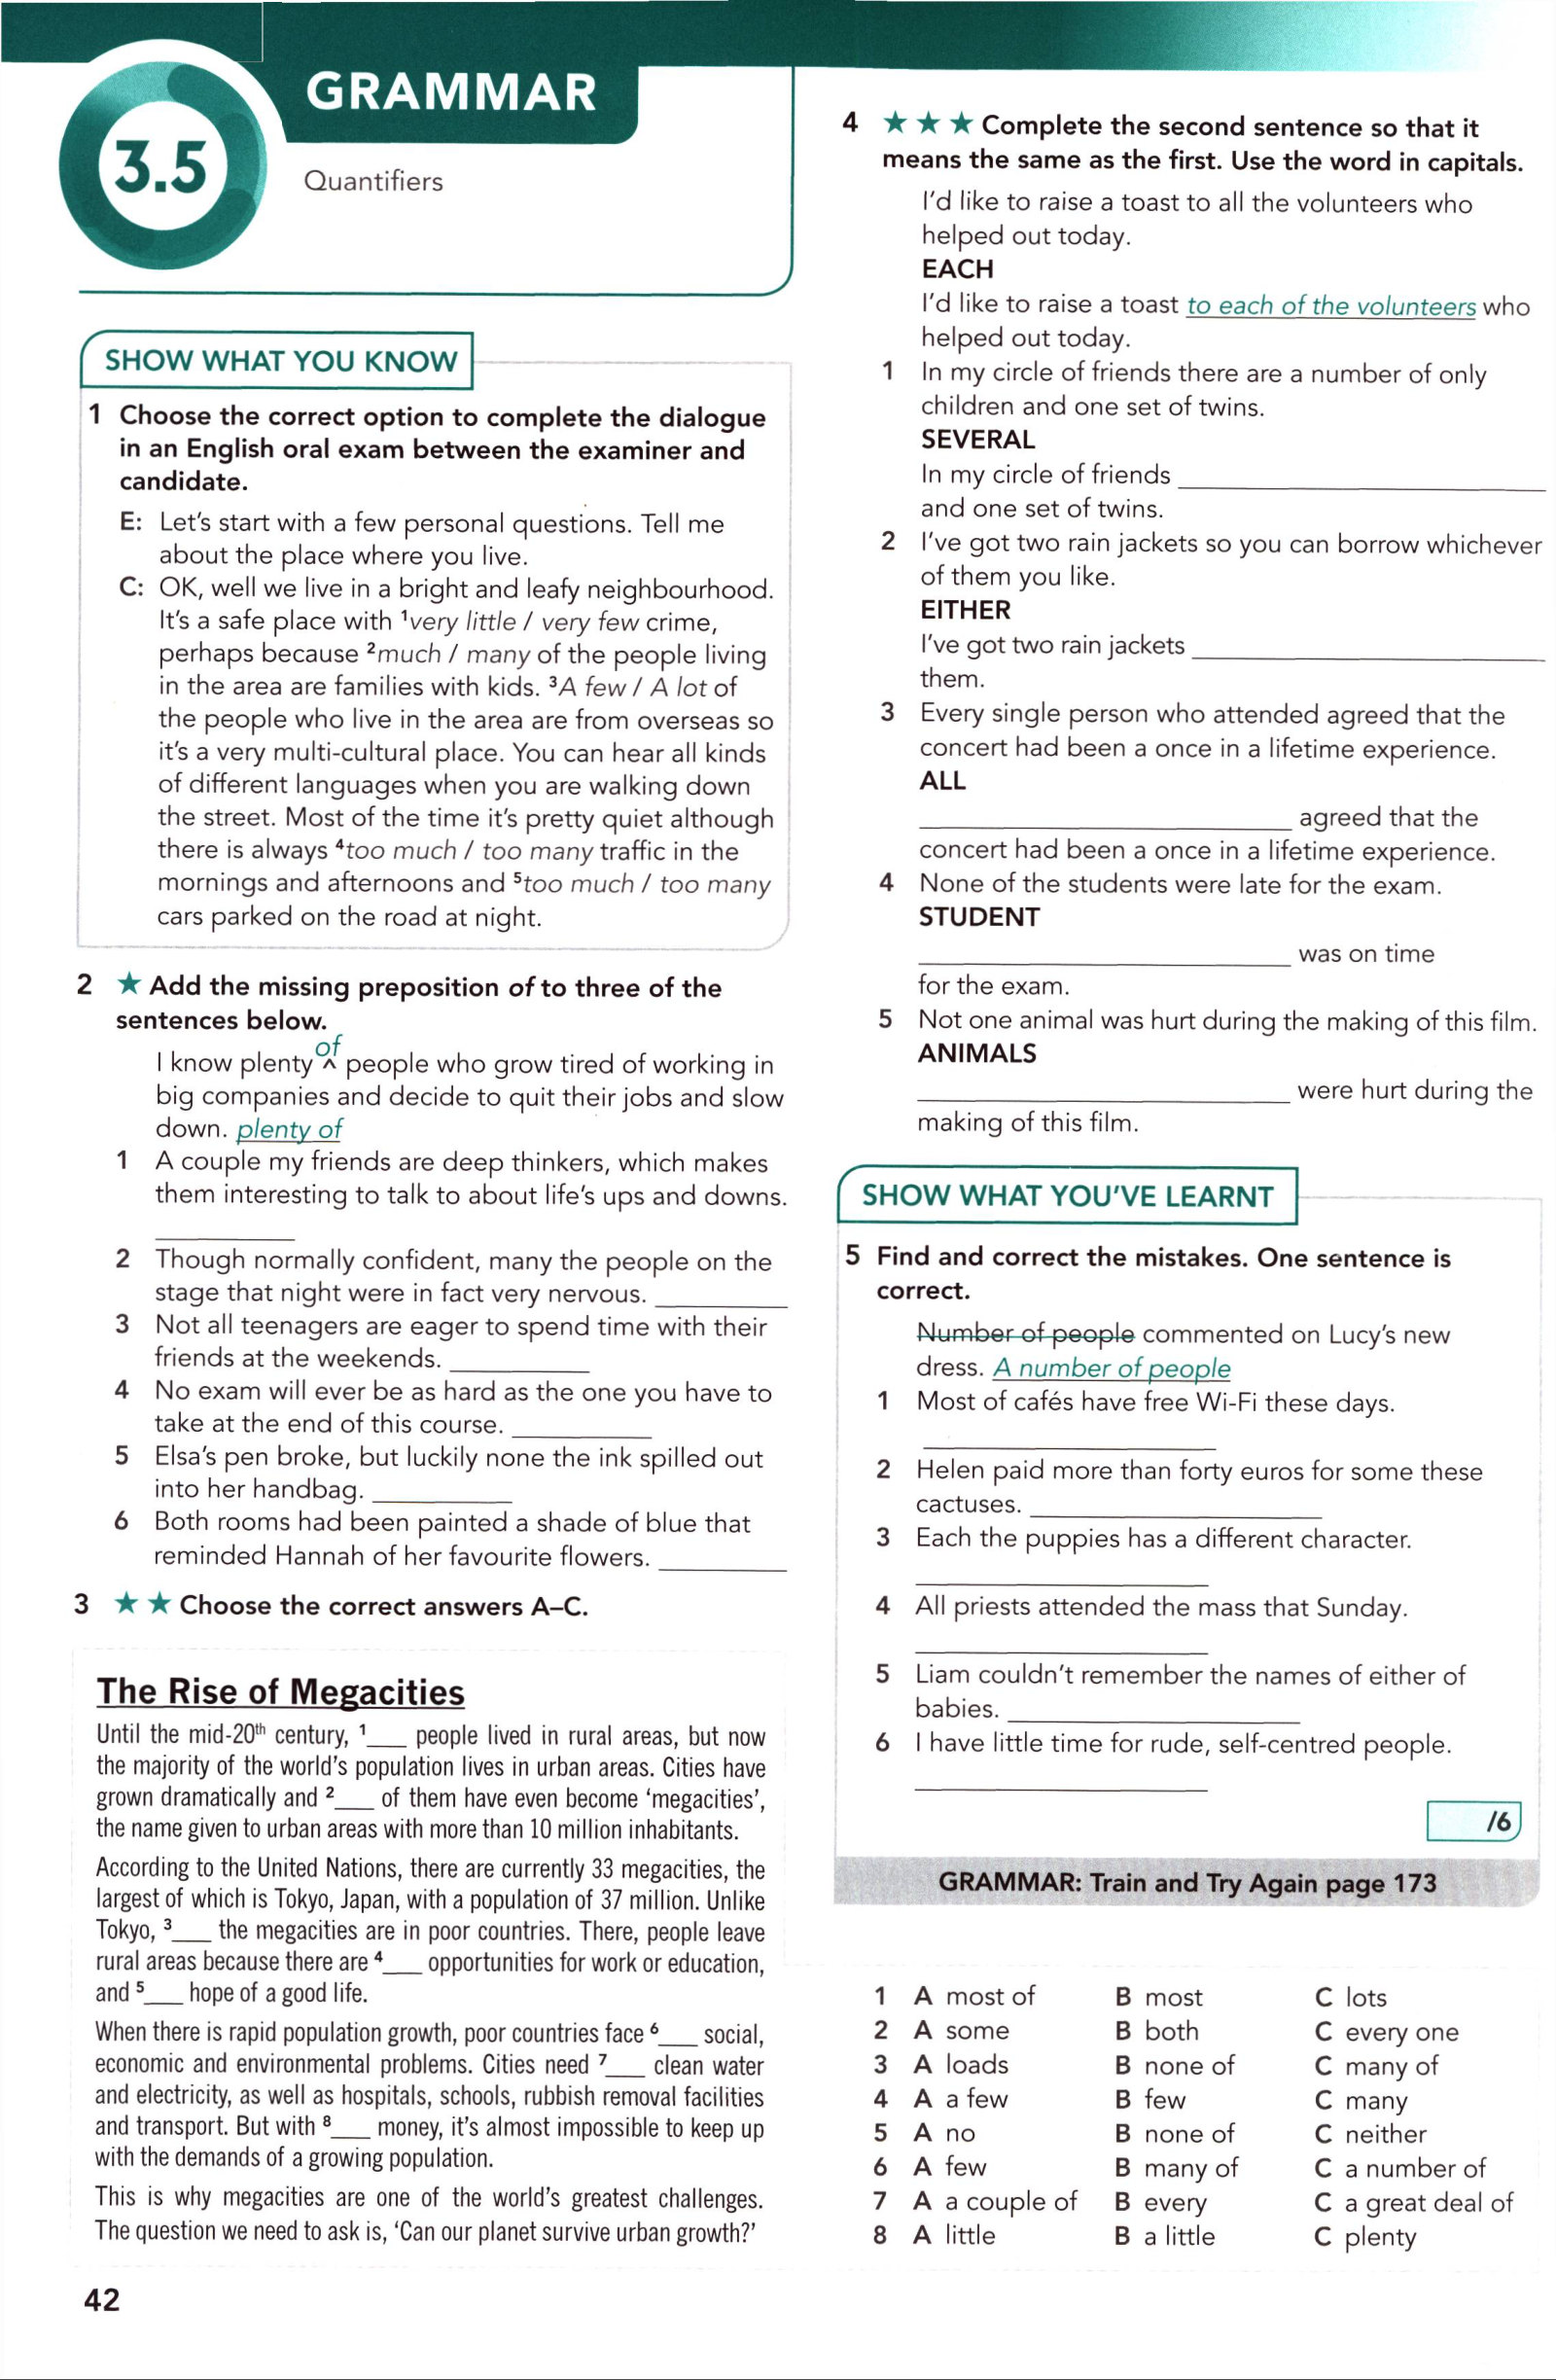 GRAMMAR
3.5
Quantifiers
SHOW WHAT YOU KNOW
1 Choose the correct option to complete the dialogue
in an English oral exam between the examiner and
candidate.
E: Let's start with a few personal questions. Tell me
about the place where you live.
C: OK, well we live in a bright and leafy neighbourhood.
It's a safe place with ¹very little / very few crime,
perhaps because ²much / many of the people living
in the area are families with kids. ³A few / A lot of
the people who live in the area are from overseas so
it's a very multi-cultural place. You can hear all kinds
of different languages when you are walking down
the street. Most of the time it's pretty quiet although
there is always ⁴too much / too many traffic in the
mornings and afternoons and ⁵too much / too many
cars parked on the road at night.
2 ★ Add the missing preposition of to three of the
sentences below.
of
I know plenty ^ people who grow tired of working in
big companies and decide to quit their jobs and slow
down. plenty of
1 A couple my friends are deep thinkers, which makes
them interesting to talk to about life's ups and downs.
2 Though normally confident, many the people on the
stage that night were in fact very nervous. ____
3 Not all teenagers are eager to spend time with their
friends at the weekends. ____
4 No exam will ever be as hard as the one you have to
take at the end of this course. ____
5 Elsa's pen broke, but luckily none the ink spilled out
into her handbag. ____
6 Both rooms had been painted a shade of blue that
reminded Hannah of her favourite flowers. ____
3 ★ ★ Choose the correct answers A–C.
The Rise of Megacities
Until the mid-20th century, ¹___ people lived in rural areas, but now
the majority of the world's population lives in urban areas. Cities have
grown dramatically and ²___ of them have even become 'megacities',
the name given to urban areas with more than 10 million inhabitants.
According to the United Nations, there are currently 33 megacities, the
largest of which is Tokyo, Japan, with a population of 37 million. Unlike
Tokyo, ³___ the megacities are in poor countries. There, people leave
rural areas because there are ⁴___ opportunities for work or education,
and ⁵___ hope of a good life.
When there is rapid population growth, poor countries face ⁶___ social,
economic and environmental problems. Cities need ⁷___ clean water
and electricity, as well as hospitals, schools, rubbish removal facilities
and transport. But with ⁸___ money, it's almost impossible to keep up
with the demands of a growing population.
This is why megacities are one of the world's greatest challenges.
The question we need to ask is, 'Can our planet survive urban growth?'
42
4 ★ ★ ★ Complete the second sentence so that it
means the same as the first. Use the word in capitals.
I'd like to raise a toast to all the volunteers who
helped out today.
EACH
I'd like to raise a toast to each of the volunteers who
helped out today.
1 In my circle of friends there are a number of only
children and one set of twins.
SEVERAL
In my circle of friends ____
and one set of twins.
2 I've got two rain jackets so you can borrow whichever
of them you like.
EITHER
I've got two rain jackets ____
them.
3 Every single person who attended agreed that the
concert had been a once in a lifetime experience.
ALL
____ agreed that the
concert had been a once in a lifetime experience.
4 None of the students were late for the exam.
STUDENT
____ was on time
for the exam.
5 Not one animal was hurt during the making of this film.
ANIMALS
____ were hurt during the
making of this film.
SHOW WHAT YOU'VE LEARNT
5 Find and correct the mistakes. One sentence is
correct.
Number of people commented on Lucy's new
dress. A number of people
1 Most of cafés have free Wi-Fi these days.
2 Helen paid more than forty euros for some these
cactuses. ____
3 Each the puppies has a different character.
4 All priests attended the mass that Sunday.
5 Liam couldn't remember the names of either of
babies. ____
6 I have little time for rude, self-centred people.
/6
GRAMMAR: Train and Try Again page 173
1 A most of B most C lots
2 A some B both C every one
3 A loads B none of C many of
4 A a few B few C many
5 A no B none of C neither
6 A few B many of C a number of
7 A a couple of B every C a great deal of
8 A little B a little C plenty